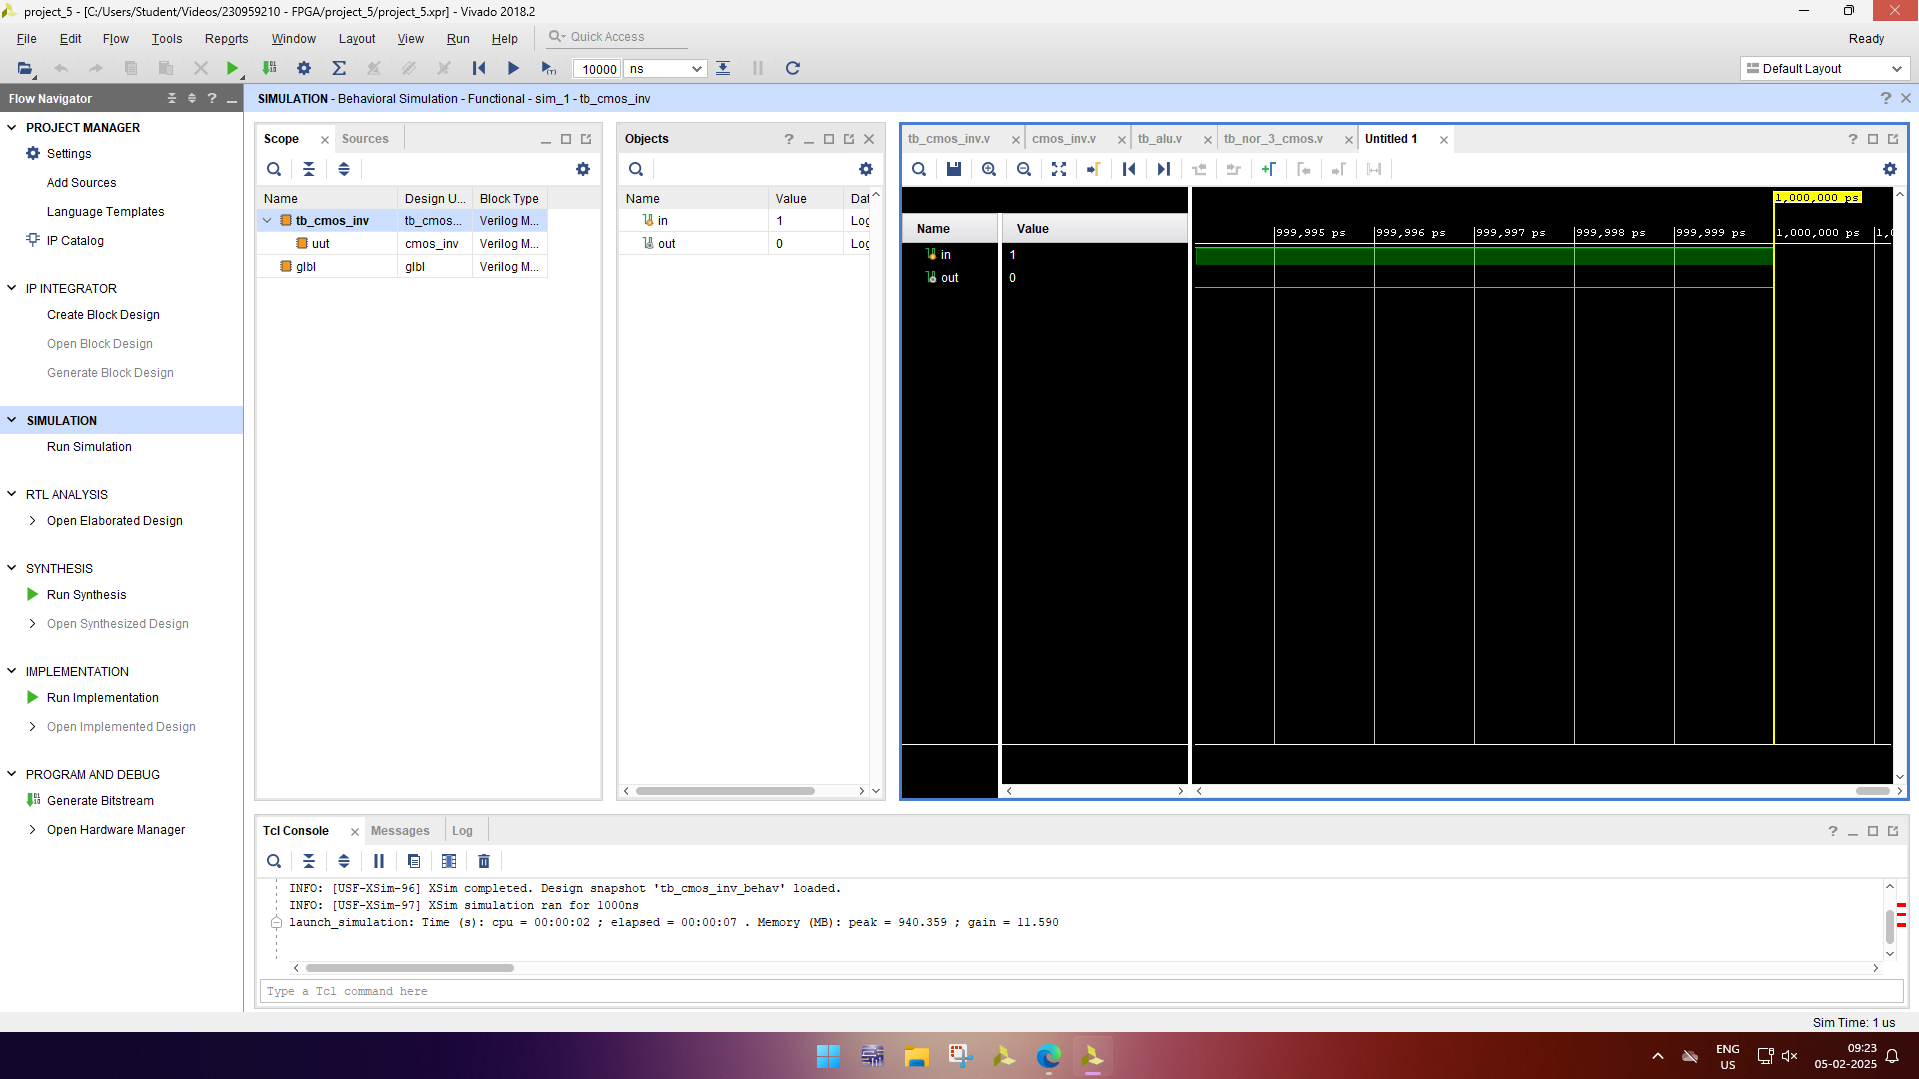 project_5 - [C:/Users/Student/Videos/230959210 - FPGA/project_5/project_5.xpr] - Vivado 2018.2
File Edit Flow Tools Reports Window Layout View Run Help
Quick Access
Ready
10000 ns
Default Layout
Flow Navigator
SIMULATION - Behavioral Simulation - Functional - sim_1 - tb_cmos_inv
PROJECT MANAGER
Settings
Add Sources
Language Templates
IP Catalog
IP INTEGRATOR
Create Block Design
Open Block Design
Generate Block Design
SIMULATION
Run Simulation
RTL ANALYSIS
Open Elaborated Design
SYNTHESIS
Run Synthesis
Open Synthesized Design
IMPLEMENTATION
Run Implementation
Open Implemented Design
PROGRAM AND DEBUG
Generate Bitstream
Open Hardware Manager
Scope Sources
Name Design U... Block Type
tb_cmos_inv tb_cmos... Verilog M...
uut cmos_inv Verilog M...
glbl glbl Verilog M...
Objects
Name Value Dat
in 1 Log
out 0 Log
tb_cmos_inv.v cmos_inv.v tb_alu.v tb_nor_3_cmos.v Untitled 1
1,000,000 ps
Name Value
999,995 ps 999,996 ps 999,997 ps 999,998 ps 999,999 ps 1,000,000 ps 1,0
in 1
out 0
Tcl Console Messages Log
INFO: [USF-XSim-96] XSim completed. Design snapshot 'tb_cmos_inv_behav' loaded.
INFO: [USF-XSim-97] XSim simulation ran for 1000ns
launch_simulation: Time (s): cpu = 00:00:02 ; elapsed = 00:00:07 . Memory (MB): peak = 940.359 ; gain = 11.590
Type a Tcl command here
Sim Time: 1 us
ENG
US
09:23
05-02-2025